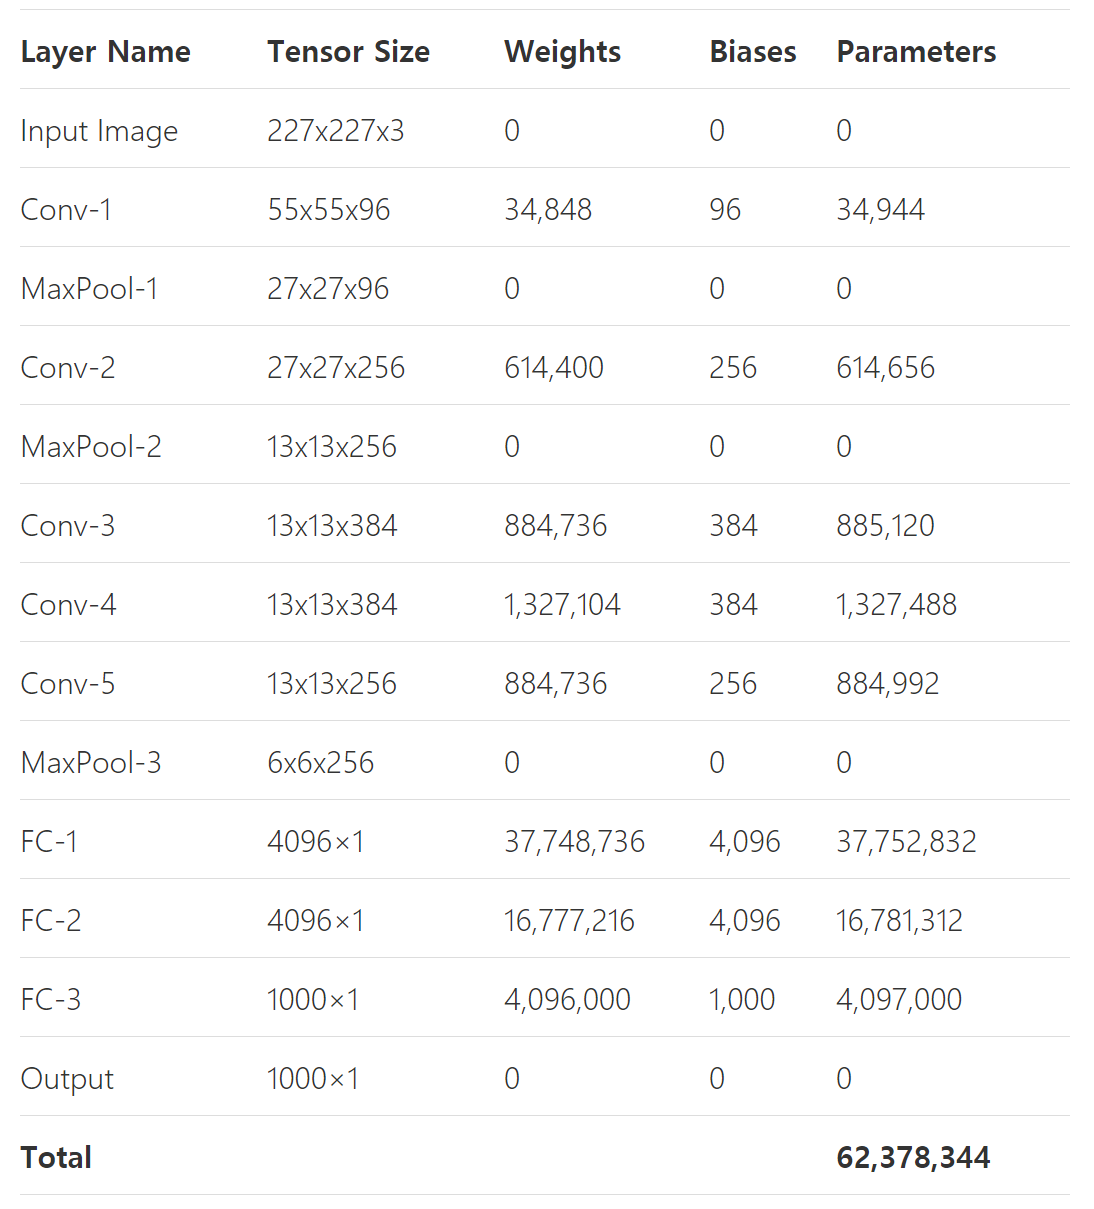 Layer Name Tensor Size Weights Biases Parameters
Input Image 227x227x3 0 0 0
Conv-1 55x55x96 34,848 96 34,944
MaxPool-1 27x27x96 0 0 0
Conv-2 27x27x256 614,400 256 614,656
MaxPool-2 13x13x256 0 0 0
Conv-3 13x13x384 884,736 384 885,120
Conv-4 13x13x384 1,327,104 384 1,327,488
Conv-5 13x13x256 884,736 256 884,992
MaxPool-3 6x6x256 0 0 0
FC-1 4096×1 37,748,736 4,096 37,752,832
FC-2 4096×1 16,777,216 4,096 16,781,312
FC-3 1000×1 4,096,000 1,000 4,097,000
Output 1000×1 0 0 0
Total 62,378,344